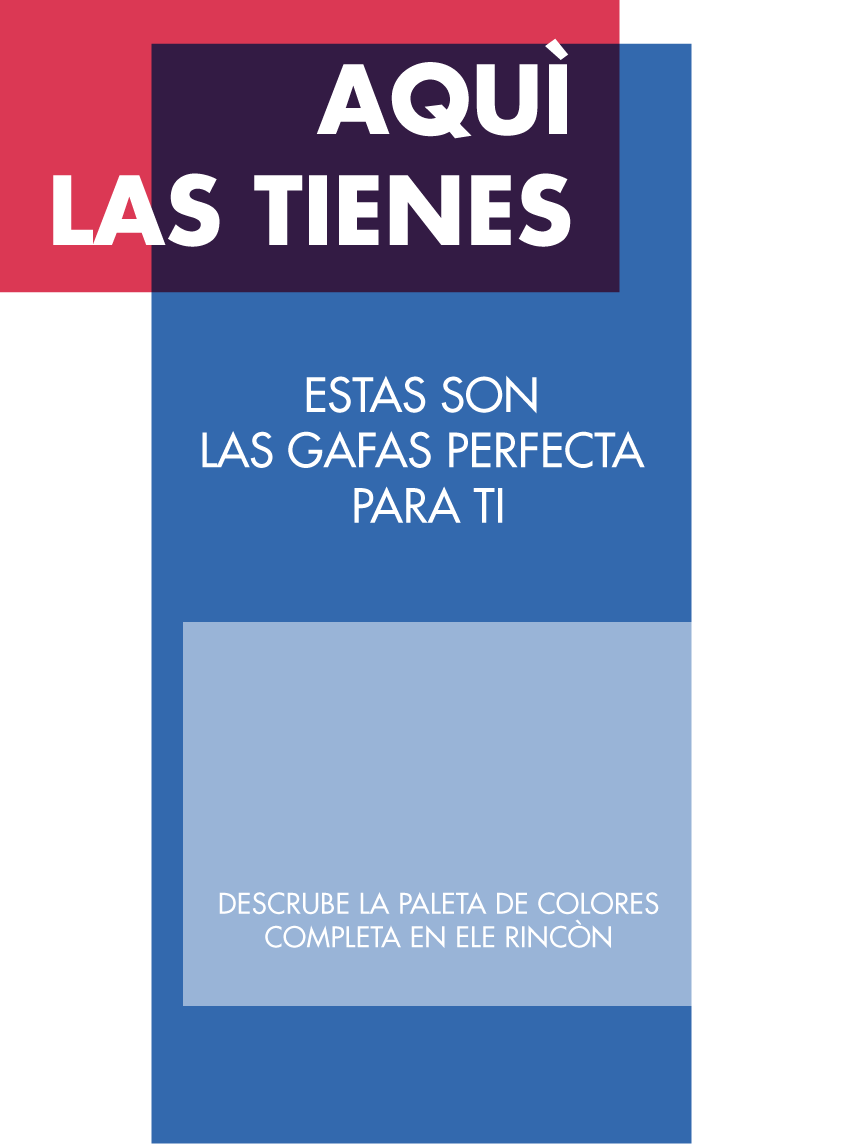 AQUÌ
LAS TIENES
ESTAS SON
LAS GAFAS PERFECTA
PARA TI
DESCRUBE LA PALETA DE COLORES
COMPLETA EN ELE RINCÒN